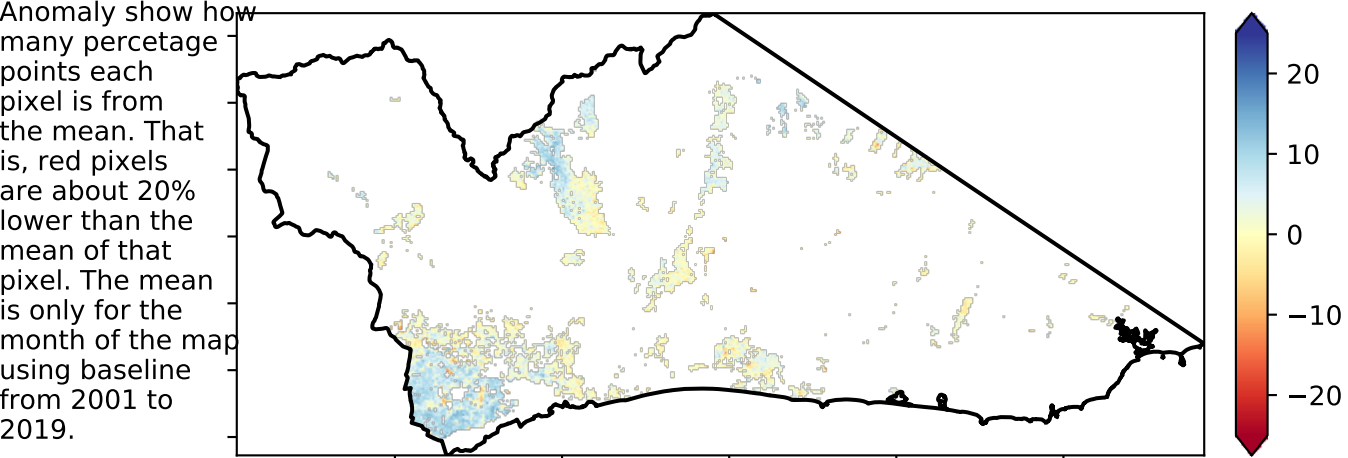 Anomaly show how
many percetage
points each
pixel is from
the mean. That
is, red pixels
are about 20%
lower than the
mean of that
pixel. The mean
is only for the
month of the map
using baseline
from 2001 to
2019.
20
10
0
−10
−20